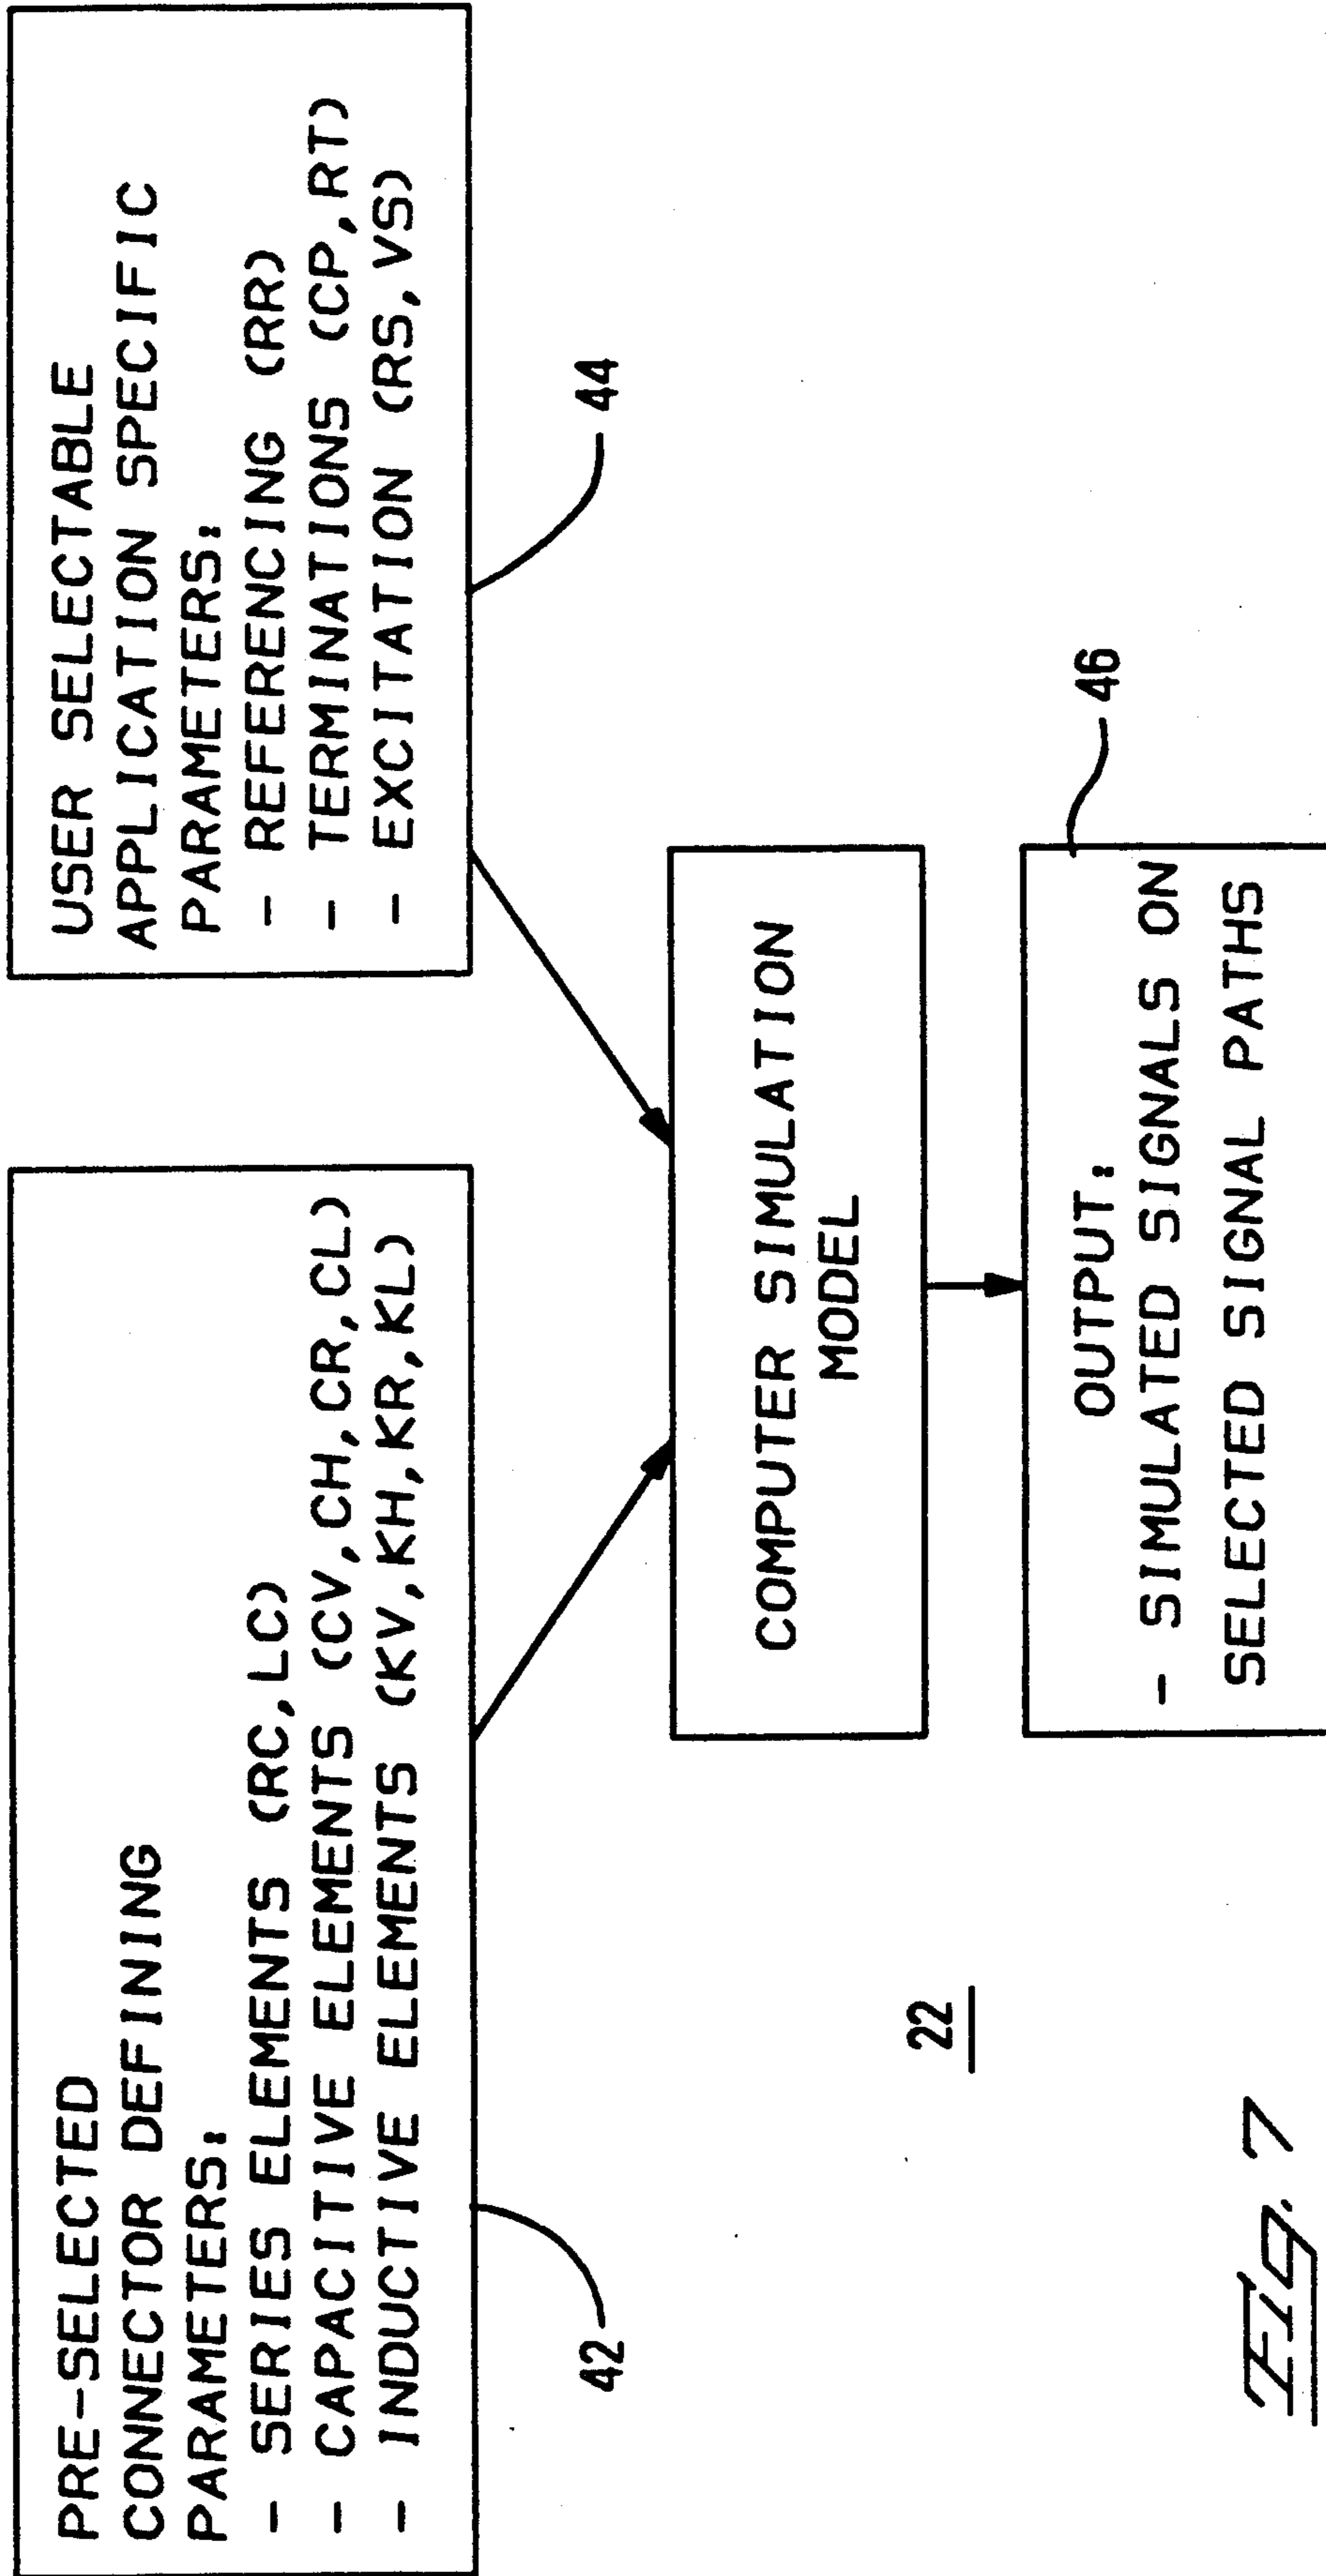 PRE-SELECTED
CONNECTOR DEFINING
PARAMETERS:
- SERIES ELEMENTS (RC,LC)
- CAPACITIVE ELEMENTS (CV,CH,CR,CL)
- INDUCTIVE ELEMENTS (KV,KH,KR,KL)
42
USER SELECTABLE
APPLICATION SPECIFIC
PARAMETERS:
- REFERENCING (RR)
- TERMINATIONS (CP,RT)
- EXCITATION (RS,VS)
44
COMPUTER SIMULATION
MODEL
46
OUTPUT:
- SIMULATED SIGNALS ON
SELECTED SIGNAL PATHS
22
FIG. 7